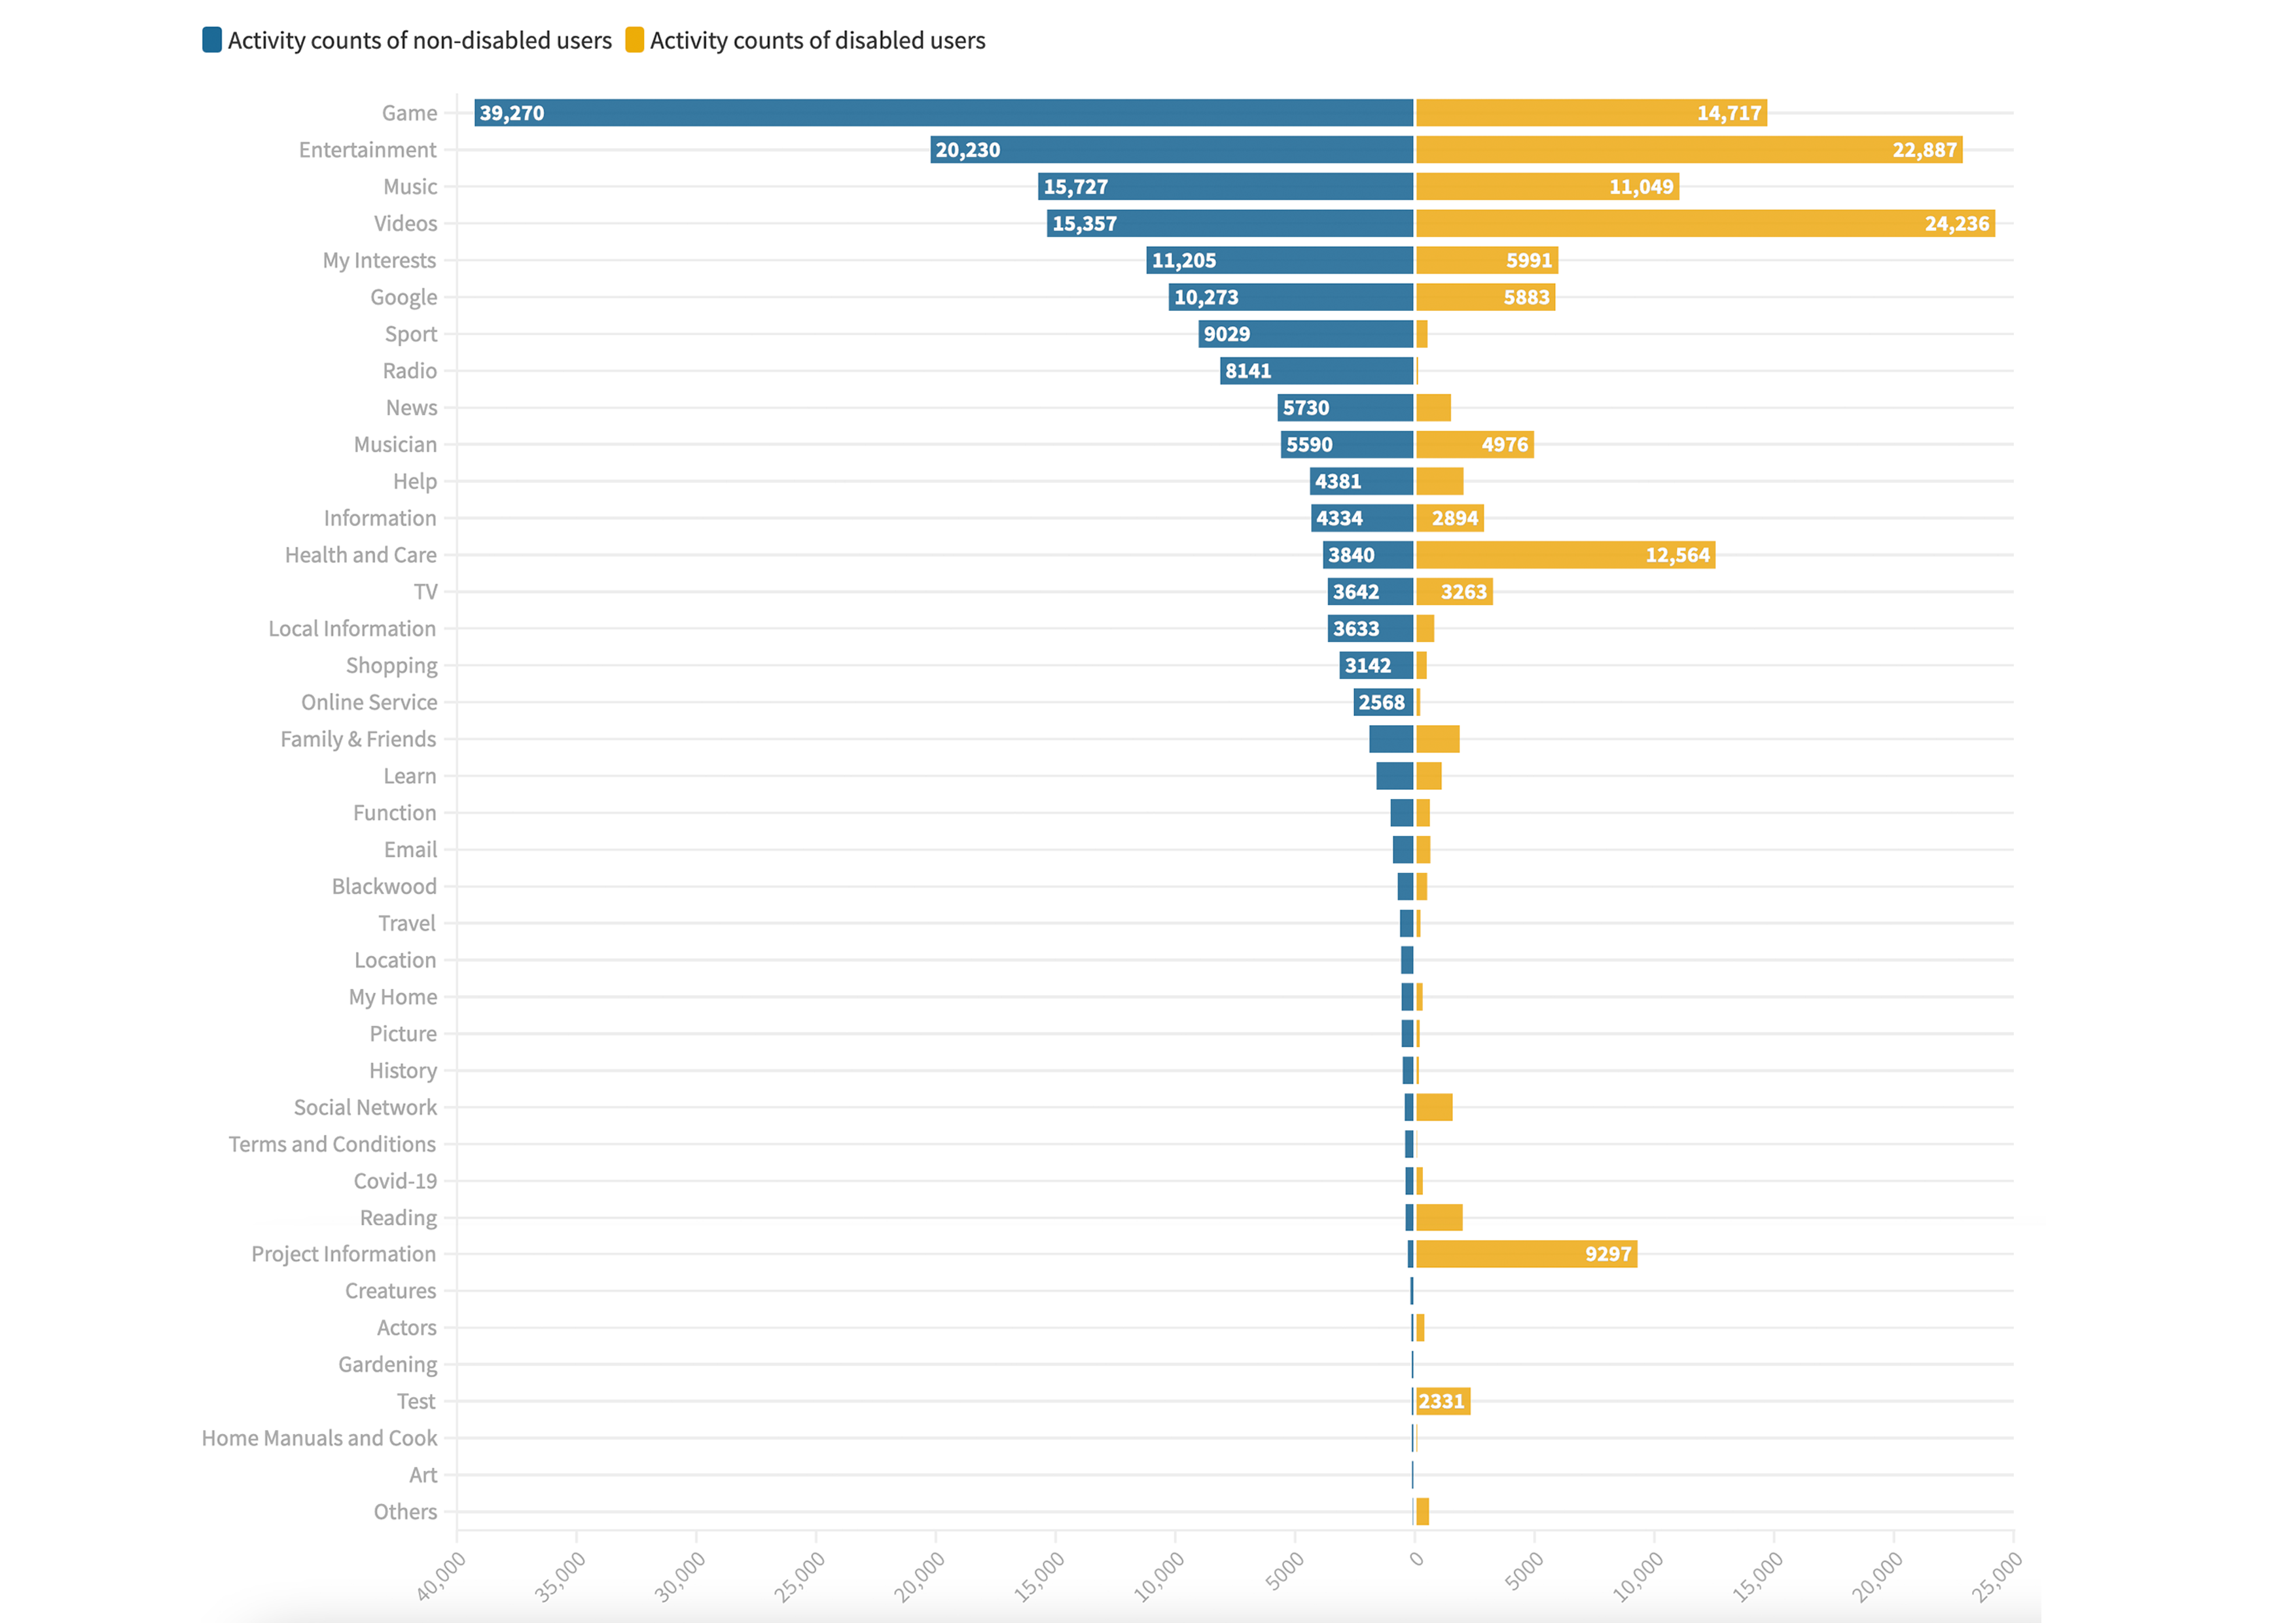 Activity counts of non-disabled users Activity counts of disabled users
Game 39,270 14,717
Entertainment 20,230 22,887
Music 15,727 11,049
Videos 15,357 24,236
My Interests 11,205 5991
Google 10,273 5883
Sport 9029
Radio 8141
News 5730
Musician 5590 4976
Help 4381
Information 4334 2894
Health and Care 3840 12,564
TV 3642 3263
Local Information 3633
Shopping 3142
Online Service 2568
Family & Friends
Learn
Function
Email
Blackwood
Travel
Location
My Home
Picture
History
Social Network
Terms and Conditions
Covid-19
Reading
Project Information 9297
Creatures
Actors
Gardening
Test 2331
Home Manuals and Cook
Art
Others
40,000 35,000 30,000 25,000 20,000 15,000 10,000 5000 0 5000 10,000 15,000 20,000 25,000